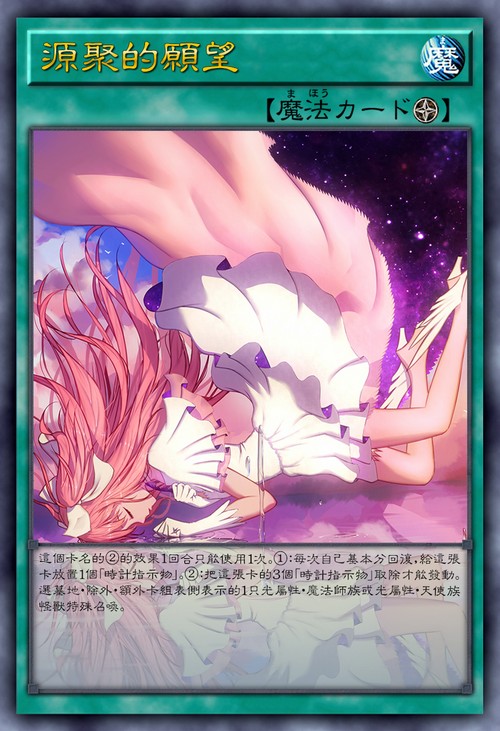 源聚的願望
魔
まほう
【魔法カード】
這個卡名的②的效果1回合只能使用1次。①:每次自己基本分回復,給這張
卡放置1個「時計指示物」。②:把這張卡的3個「時計指示物」取除才能發動。
選墓地·除外·額外卡組表側表示的1只光屬性·魔法師族或光屬性·天使族
怪獸特殊召喚。